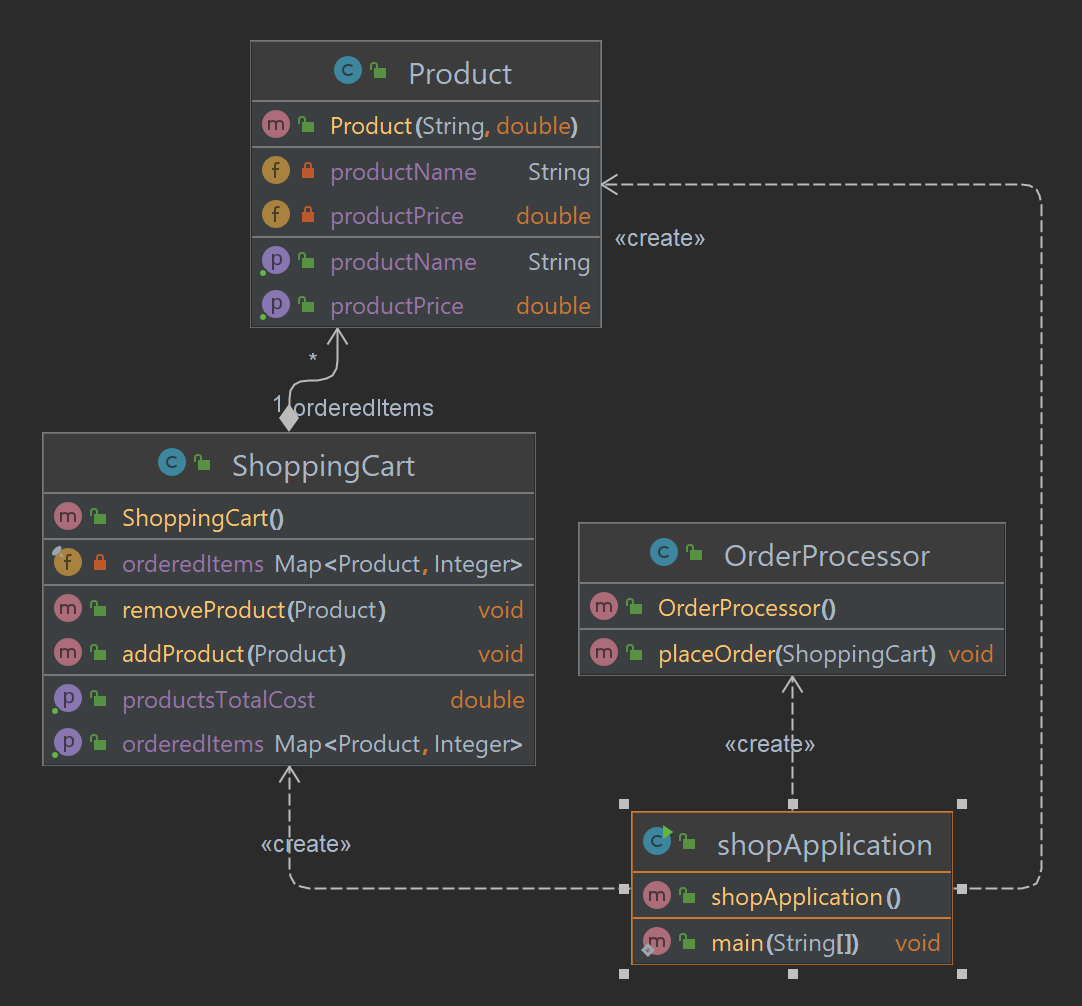 Product
Product(String, double)
productName String
productPrice double
productName String
productPrice double
«create»
*
1 orderedItems
ShoppingCart
ShoppingCart()
orderedItems Map<Product, Integer>
removeProduct(Product) void
addProduct(Product) void
productsTotalCost double
orderedItems Map<Product, Integer>
OrderProcessor
OrderProcessor()
placeOrder(ShoppingCart) void
«create»
«create»
shopApplication
shopApplication()
main(String[]) void